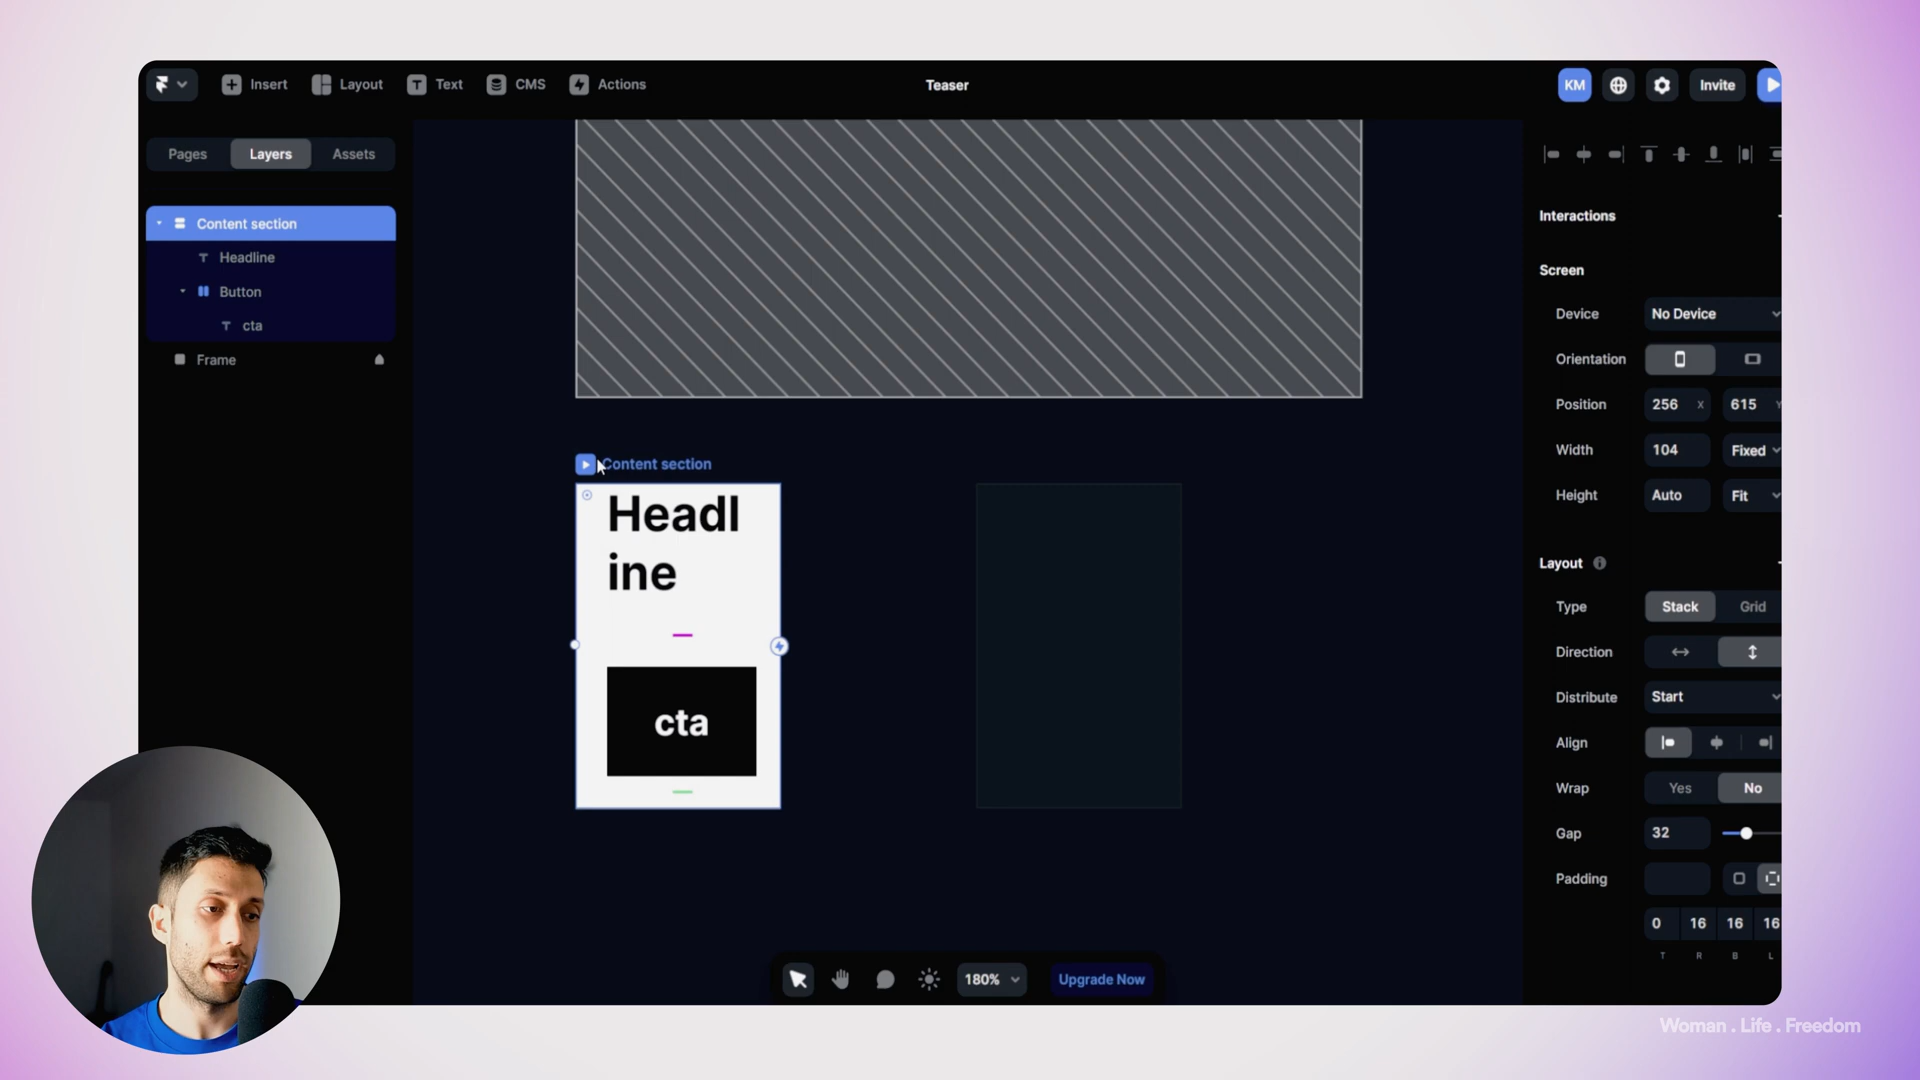 Insert
Layout
Text
CMS
Actions
Teaser
KM
Invite
Pages
Layers
Assets
Content section
Headline
Button
cta
Frame
Content section
Headl
ine
cta
Interactions
Screen
Device
No Device
Orientation
Position
256 X
615 Y
Width
104
Fixed
Height
Auto
Fit
Layout
Type
Stack
Grid
Direction
Distribute
Start
Align
Wrap
Yes
No
Gap
32
Padding
0 16 16 16
T R B L
180%
Upgrade Now
Woman . Life . Freedom